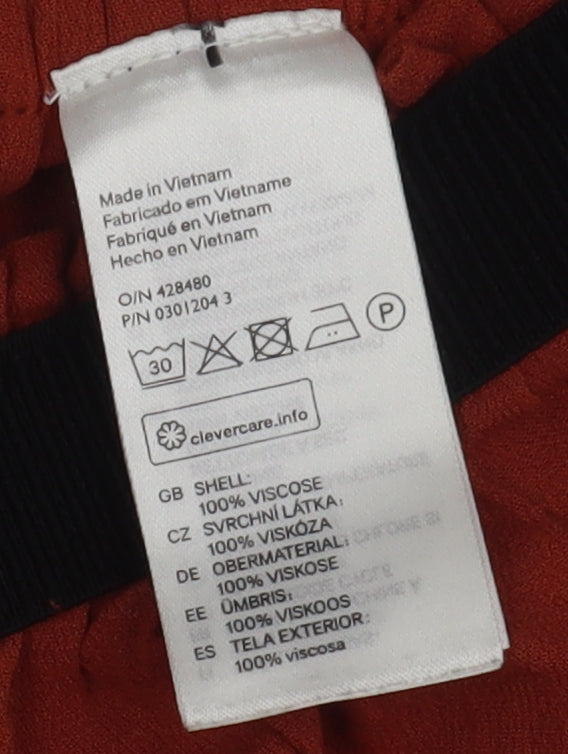 Made in Vietnam
Fabricado em Vietname
Fabriqué en Vietnam
Hecho en Vietnam
O/N 428480
P/N 0301204 3
30 P
clevercare.info
GB SHELL:
100% VISCOSE
CZ SVRCHNÍ LÁTKA:
100% VISKÓZA
DE OBERMATERIAL:
100% VISKOSE
EE ÜMBRIS:
100% VISKOOS
ES TELA EXTERIOR:
100% viscosa